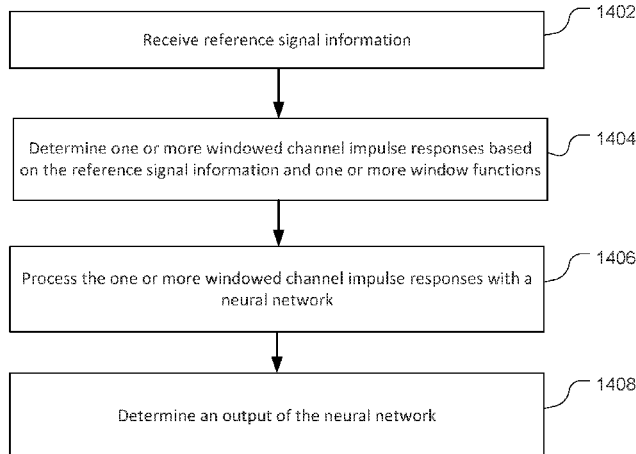 1402
Receive reference signal information
1404
Determine one or more windowed channel impulse responses based
on the reference signal information and one or more window functions
1406
Process the one or more windowed channel impulse responses with a
neural network
1408
Determine an output of the neural network